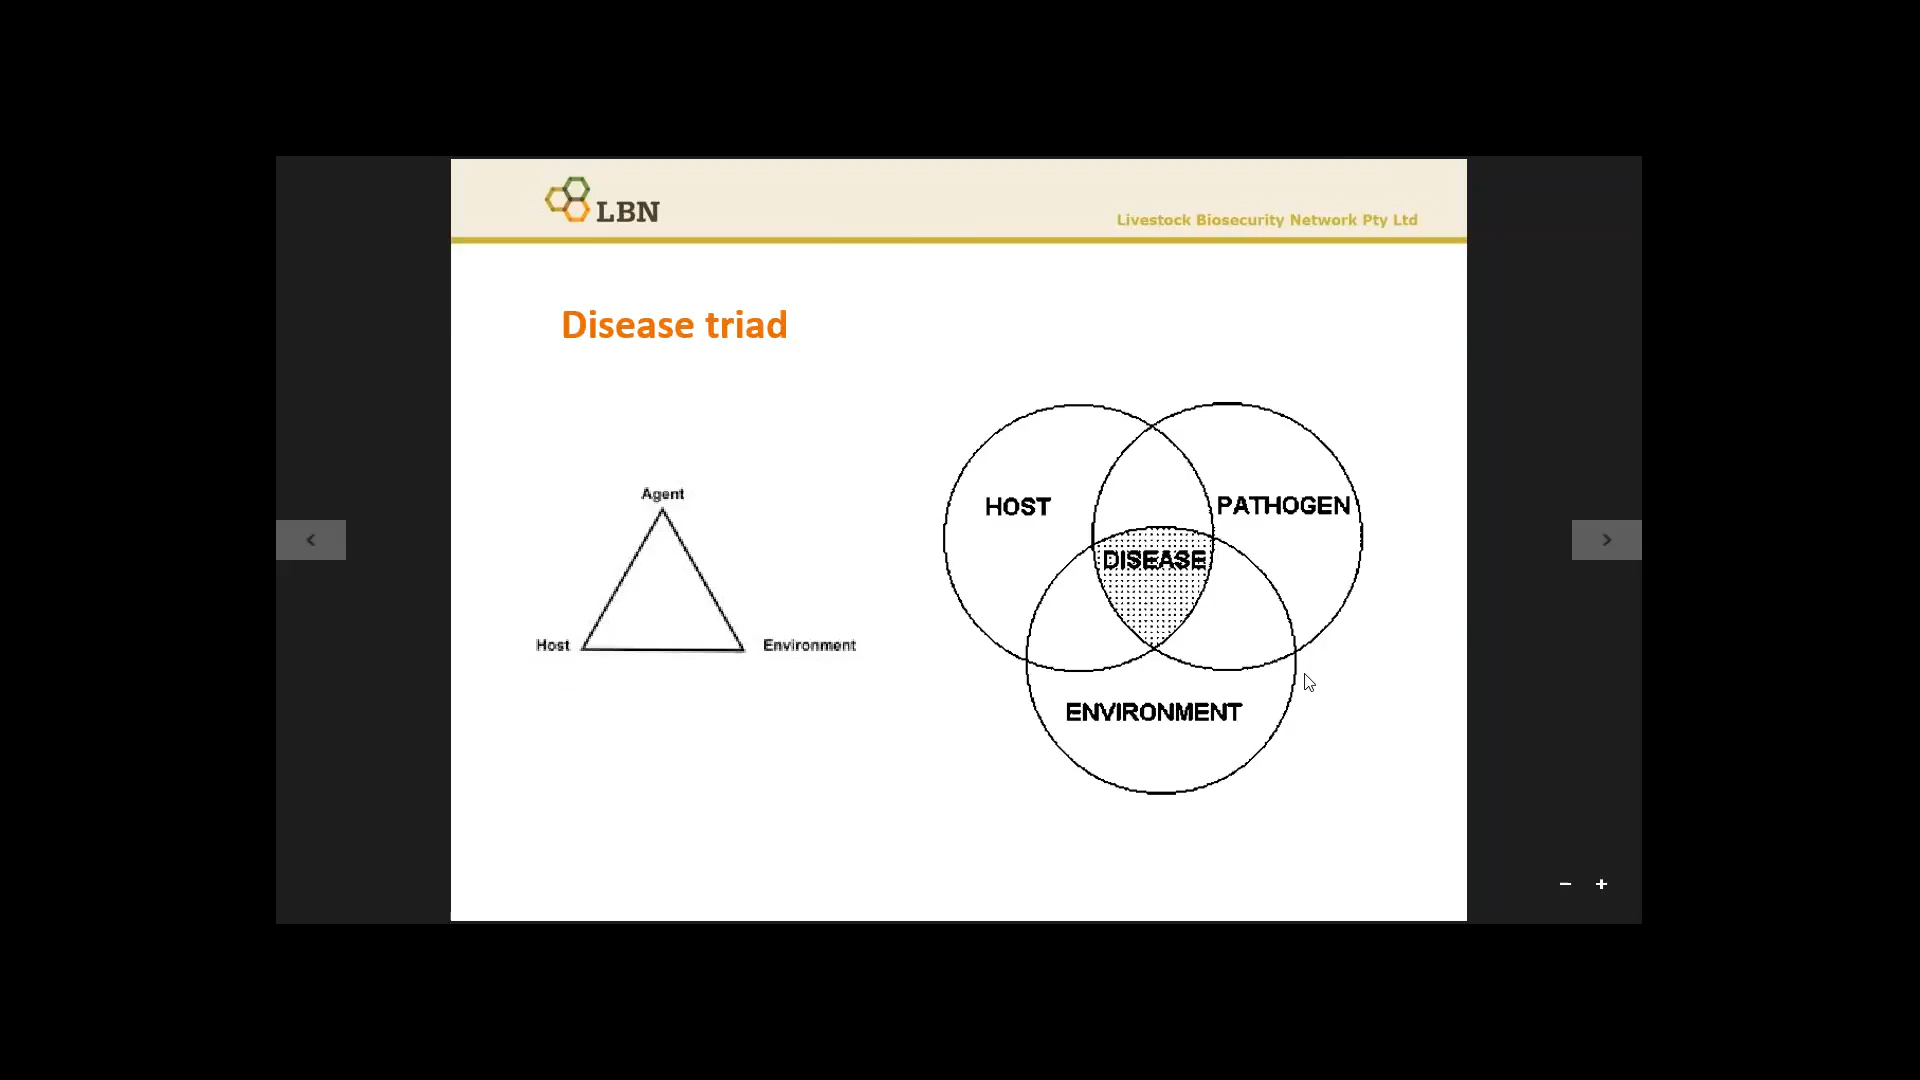 LBN
Livestock Biosecurity Network Pty Ltd
Disease triad
Agent
Host
Environment
HOST
PATHOGEN
DISEASE
ENVIRONMENT